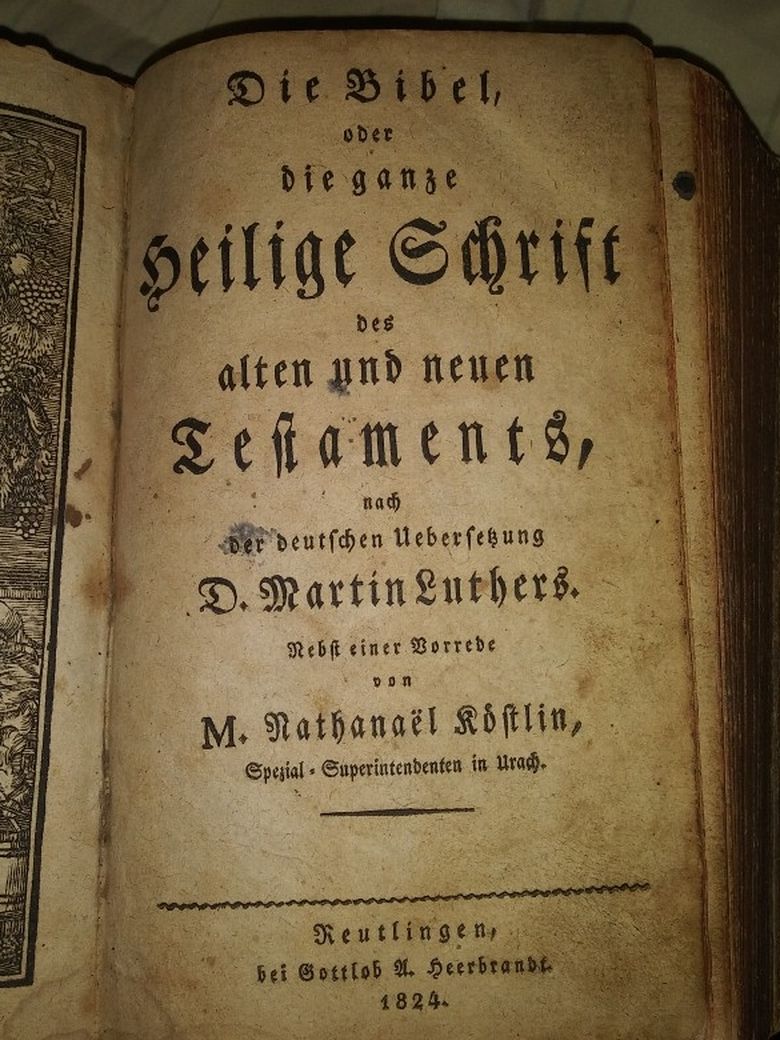 Die Bibel,
oder
die ganze
Heilige Schrift
des
alten und neuen
Teſtaments,
nach
der deutſchen Ueberſetzung
D. Martin Luthers.
Nebſt einer Vorrede
von
M. Nathanaël Köſtlin,
Spezial-Superintendenten in Urach.
Reutlingen,
bei Gottlob A. Heerbrandt.
1824.